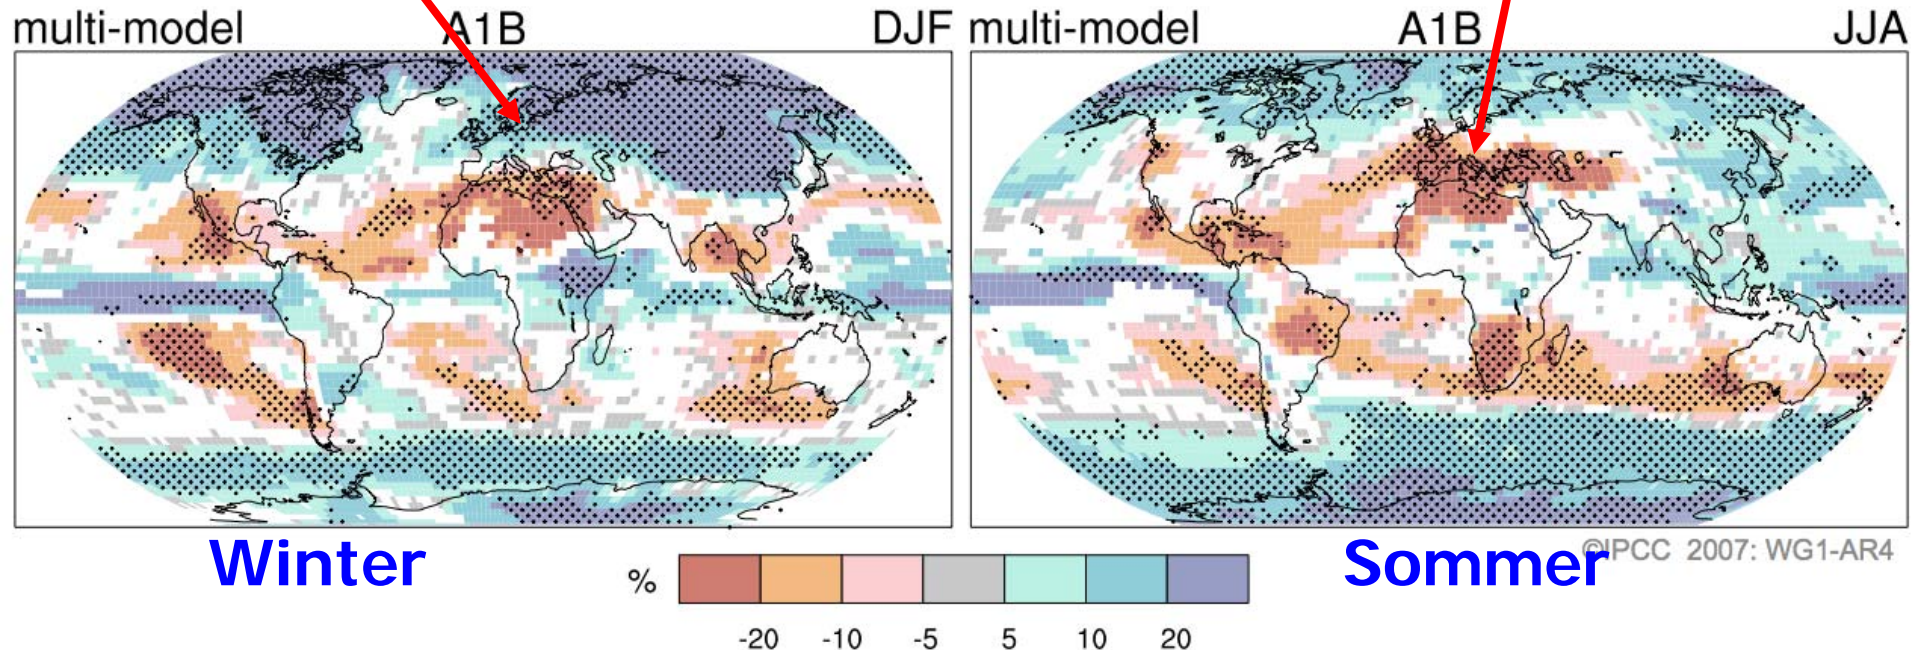 multi-model A1B DJF
multi-model A1B JJA
Winter
Sommer
©IPCC 2007: WG1-AR4
%
-20 -10 -5 5 10 20